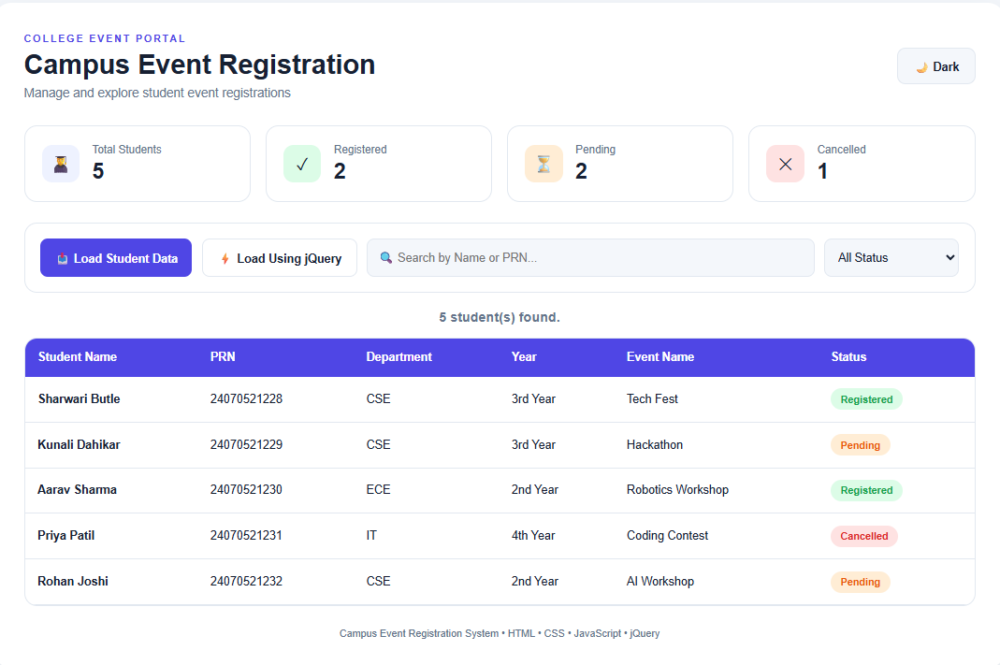 COLLEGE EVENT PORTAL
Campus Event Registration
Manage and explore student event registrations
🌙 Dark
Total Students
5
Registered
2
Pending
2
Cancelled
1
Load Student Data
Load Using jQuery
Search by Name or PRN...
All Status
5 student(s) found.
Student Name PRN Department Year Event Name Status
Sharwari Butle 24070521228 CSE 3rd Year Tech Fest Registered
Kunali Dahikar 24070521229 CSE 3rd Year Hackathon Pending
Aarav Sharma 24070521230 ECE 2nd Year Robotics Workshop Registered
Priya Patil 24070521231 IT 4th Year Coding Contest Cancelled
Rohan Joshi 24070521232 CSE 2nd Year AI Workshop Pending
Campus Event Registration System • HTML • CSS • JavaScript • jQuery